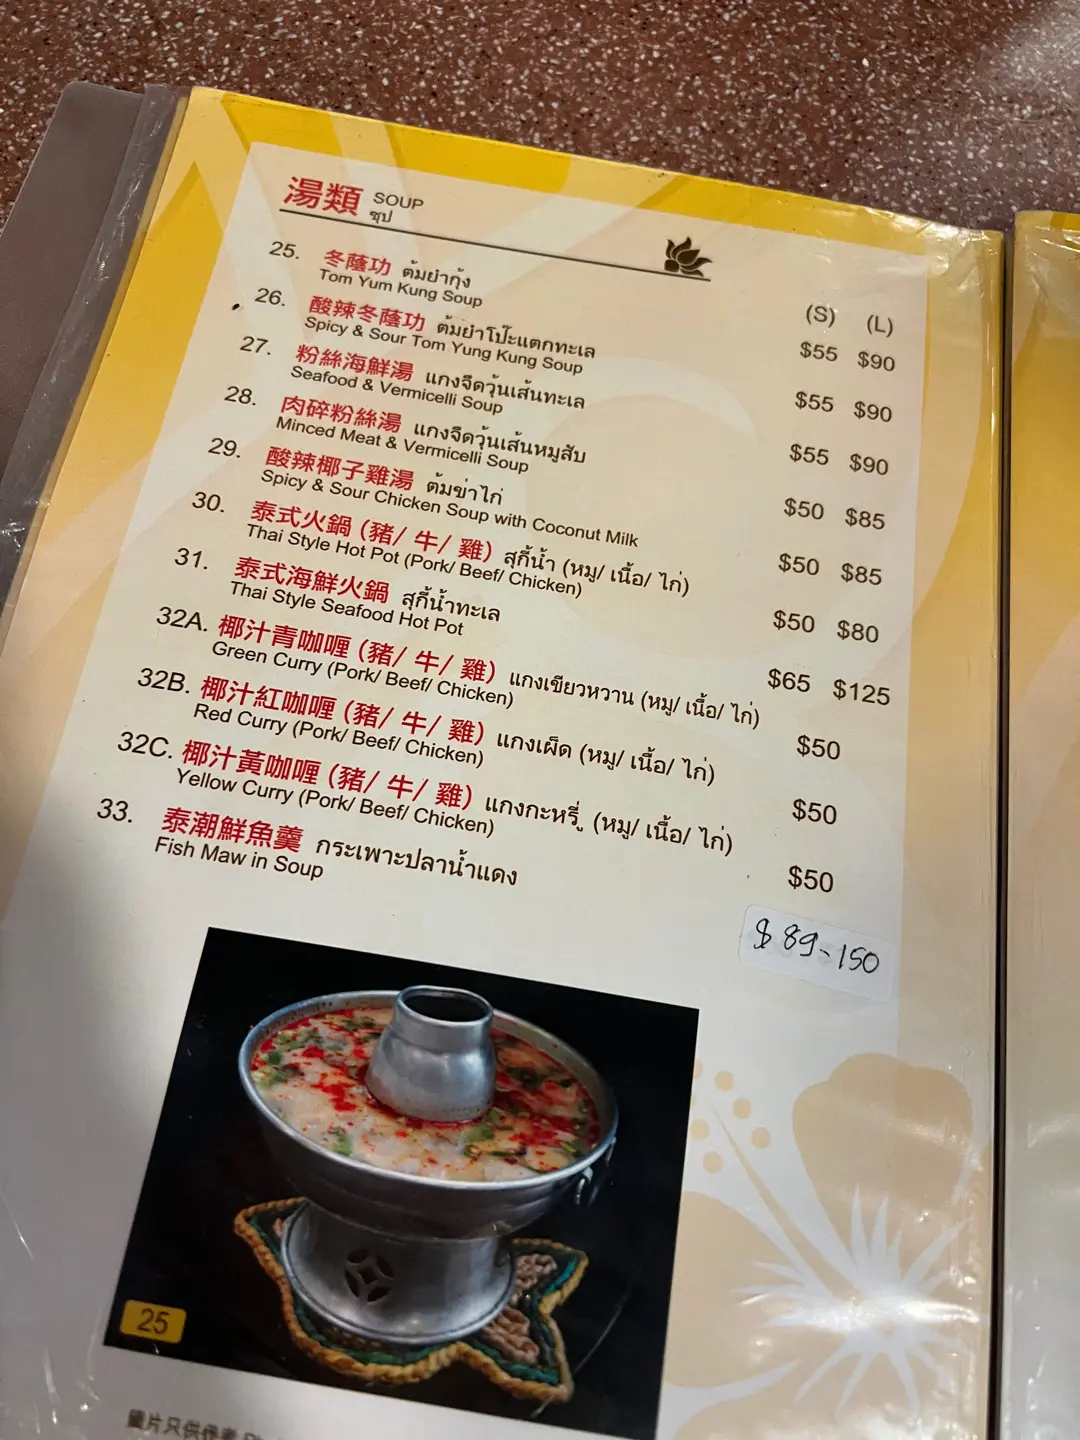 湯類 SOUP
ซุป
(S) (L)
25. 冬蔭功 ต้มยำกุ้ง $55 $90
Tom Yum Kung Soup
26. 酸辣冬蔭功 ต้มยำโป๊ะแตกทะเล $55 $90
Spicy & Sour Tom Yung Kung Soup
27. 粉絲海鮮湯 แกงจืดวุ้นเส้นทะเล $55 $90
Seafood & Vermicelli Soup
28. 肉碎粉絲湯 แกงจืดวุ้นเส้นหมูสับ $50 $85
Minced Meat & Vermicelli Soup
29. 酸辣椰子雞湯 ต้มข่าไก่ $50 $85
Spicy & Sour Chicken Soup with Coconut Milk
30. 泰式火鍋 (豬/ 牛/ 雞) สุกี้น้ำ (หมู/ เนื้อ/ ไก่) $50 $80
Thai Style Hot Pot (Pork/ Beef/ Chicken)
31. 泰式海鮮火鍋 สุกี้น้ำทะเล $65 $125
Thai Style Seafood Hot Pot
32A. 椰汁青咖喱 (豬/ 牛/ 雞) แกงเขียวหวาน (หมู/ เนื้อ/ ไก่) $50
Green Curry (Pork/ Beef/ Chicken)
32B. 椰汁紅咖喱 (豬/ 牛/ 雞) แกงเผ็ด (หมู/ เนื้อ/ ไก่) $50
Red Curry (Pork/ Beef/ Chicken)
32C. 椰汁黃咖喱 (豬/ 牛/ 雞) แกงกะหรี่ (หมู/ เนื้อ/ ไก่) $50
Yellow Curry (Pork/ Beef/ Chicken)
33. 泰潮鮮魚羹 กระเพาะปลาน้ำแดง $89-150
Fish Maw in Soup
25
圖片只供參考